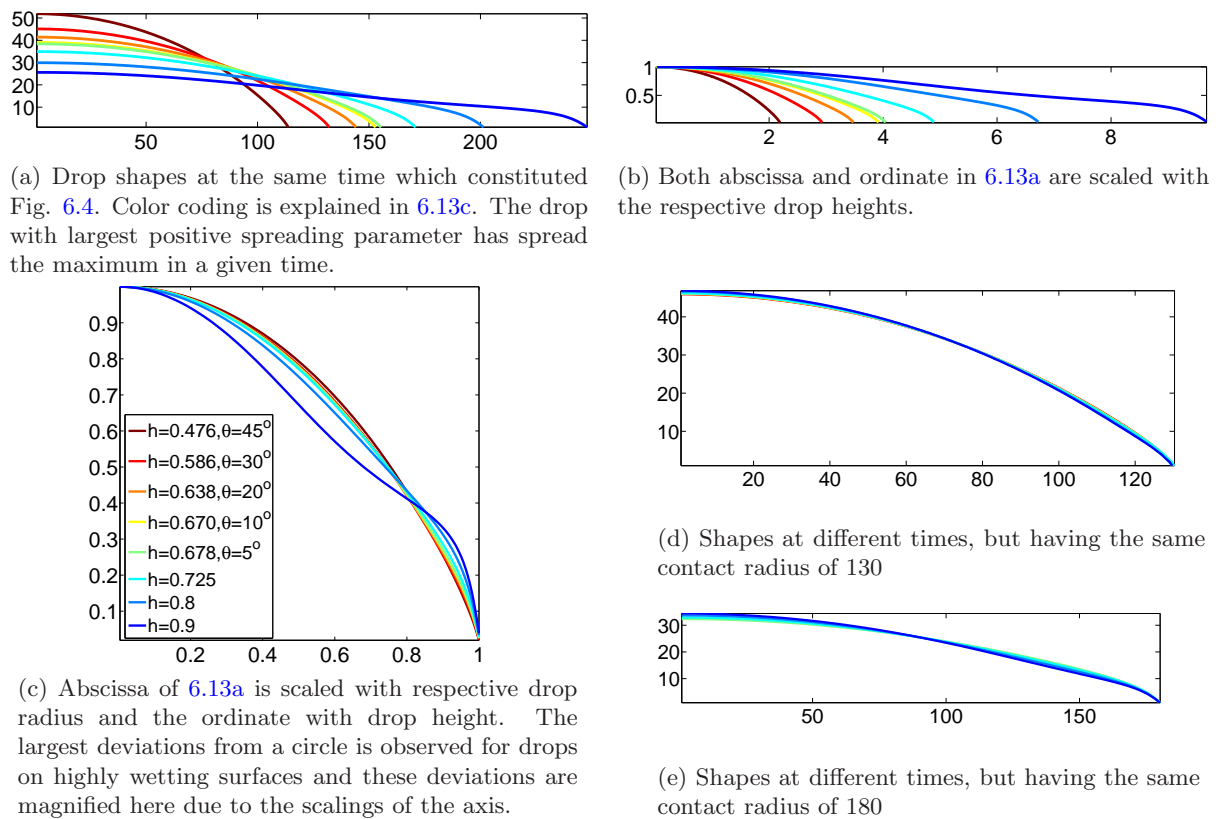 50
40
30
20
10
50
100
150
200
1
0.5
2
4
6
8
(a) Drop shapes at the same time which constituted
Fig. 6.4. Color coding is explained in 6.13c. The drop
with largest positive spreading parameter has spread
the maximum in a given time.
(b) Both abscissa and ordinate in 6.13a are scaled with
the respective drop heights.
0.9
0.8
0.7
0.6
0.5
0.4
0.3
0.2
0.1
h=0.476,θ=45°
h=0.586,θ=30°
h=0.638,θ=20°
h=0.670,θ=10°
h=0.678,θ=5°
h=0.725
h=0.8
h=0.9
0.2
0.4
0.6
0.8
1
(c) Abscissa of 6.13a is scaled with respective drop
radius and the ordinate with drop height. The
largest deviations from a circle is observed for drops
on highly wetting surfaces and these deviations are
magnified here due to the scalings of the axis.
40
30
20
10
20
40
60
80
100
120
(d) Shapes at different times, but having the same
contact radius of 130
30
20
10
50
100
150
(e) Shapes at different times, but having the same
contact radius of 180